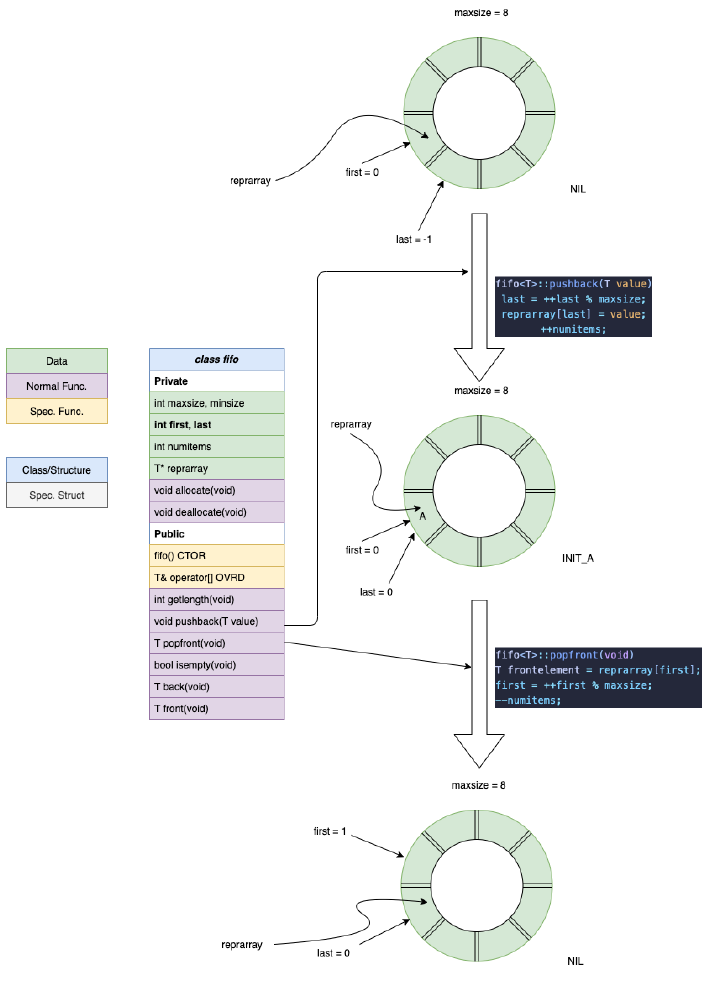 maxsize = 8
reprarray
first = 0
last = -1
NIL
fifo<T>::pushback(T value)
last = ++last % maxsize;
reprarray[last] = value;
++numitems;
Data
Normal Func.
Spec. Func.
Class/Structure
Spec. Struct
class fifo
Private
int maxsize, minsize
int first, last
int numitems
T* reprarray
void allocate(void)
void deallocate(void)
Public
fifo() CTOR
T& operator[] OVRD
int getlength(void)
void pushback(T value)
T popfront(void)
bool isempty(void)
T back(void)
T front(void)
maxsize = 8
reprarray
A
first = 0
last = 0
INIT_A
fifo<T>::popfront(void)
T frontelement = reprarray[first];
first = ++first % maxsize;
--numitems;
maxsize = 8
first = 1
reprarray
last = 0
NIL